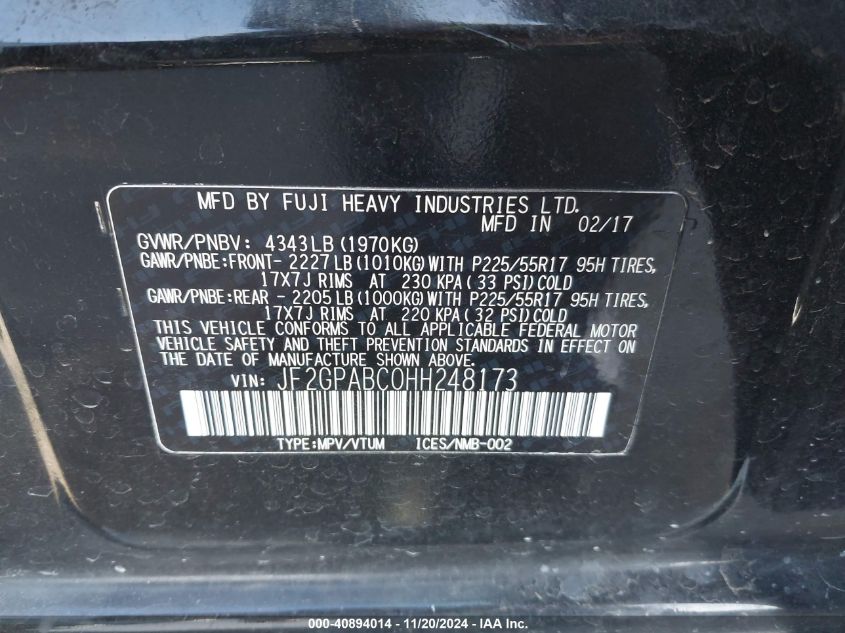 MFD BY FUJI HEAVY INDUSTRIES LTD.
MFD IN 02/17
GVWR/PNBV: 4343LB(1970KG)
GAWR/PNBE:FRONT- 2227LB(1010KG)WITH P225/55R17 95H TIRES,
17X7J RIMS AT 230 KPA(33 PSI)COLD
GAWR/PNBE:REAR - 2205LB(1000KG)WITH P225/55R17 95H TIRES,
17X7J RIMS AT 220 KPA(32 PSI)COLD
THIS VEHICLE CONFORMS TO ALL APPLICABLE FEDERAL MOTOR
VEHICLE SAFETY AND THEFT PREVENTION STANDARDS IN EFFECT ON
THE DATE OF MANUFACTURE SHOWN ABOVE.
VIN: JF2GPABC0HH248173
TYPE:MPV/VTUM ICES/NMB-002
000-40894014 - 11/20/2024 - IAA Inc.